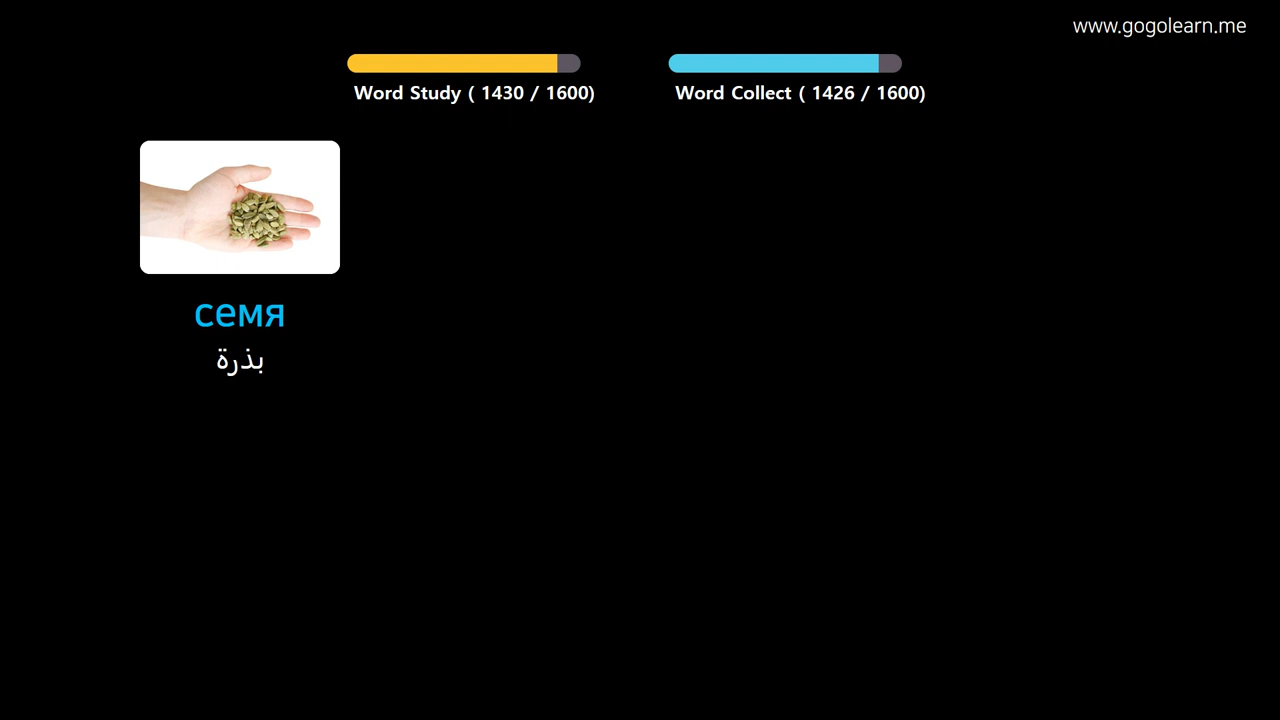 www.gogolearn.me
Word Study ( 1430 / 1600)
Word Collect ( 1426 / 1600)
семя
بذرة